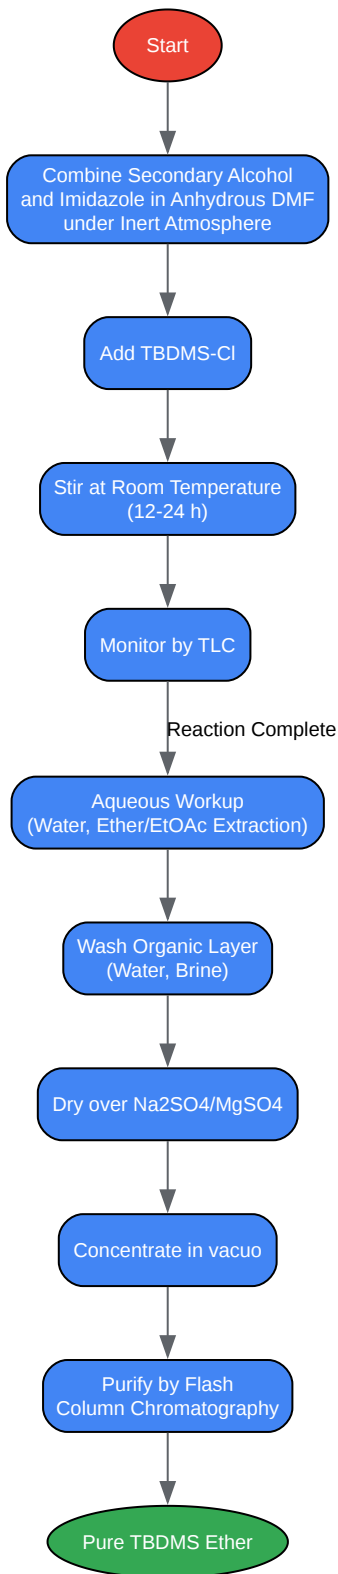 Start
Combine Secondary Alcohol
and Imidazole in Anhydrous DMF
under Inert Atmosphere
Add TBDMS-Cl
Stir at Room Temperature
(12-24 h)
Monitor by TLC
Reaction Complete
Aqueous Workup
(Water, Ether/EtOAc Extraction)
Wash Organic Layer
(Water, Brine)
Dry over Na2SO4/MgSO4
Concentrate in vacuo
Purify by Flash
Column Chromatography
Pure TBDMS Ether